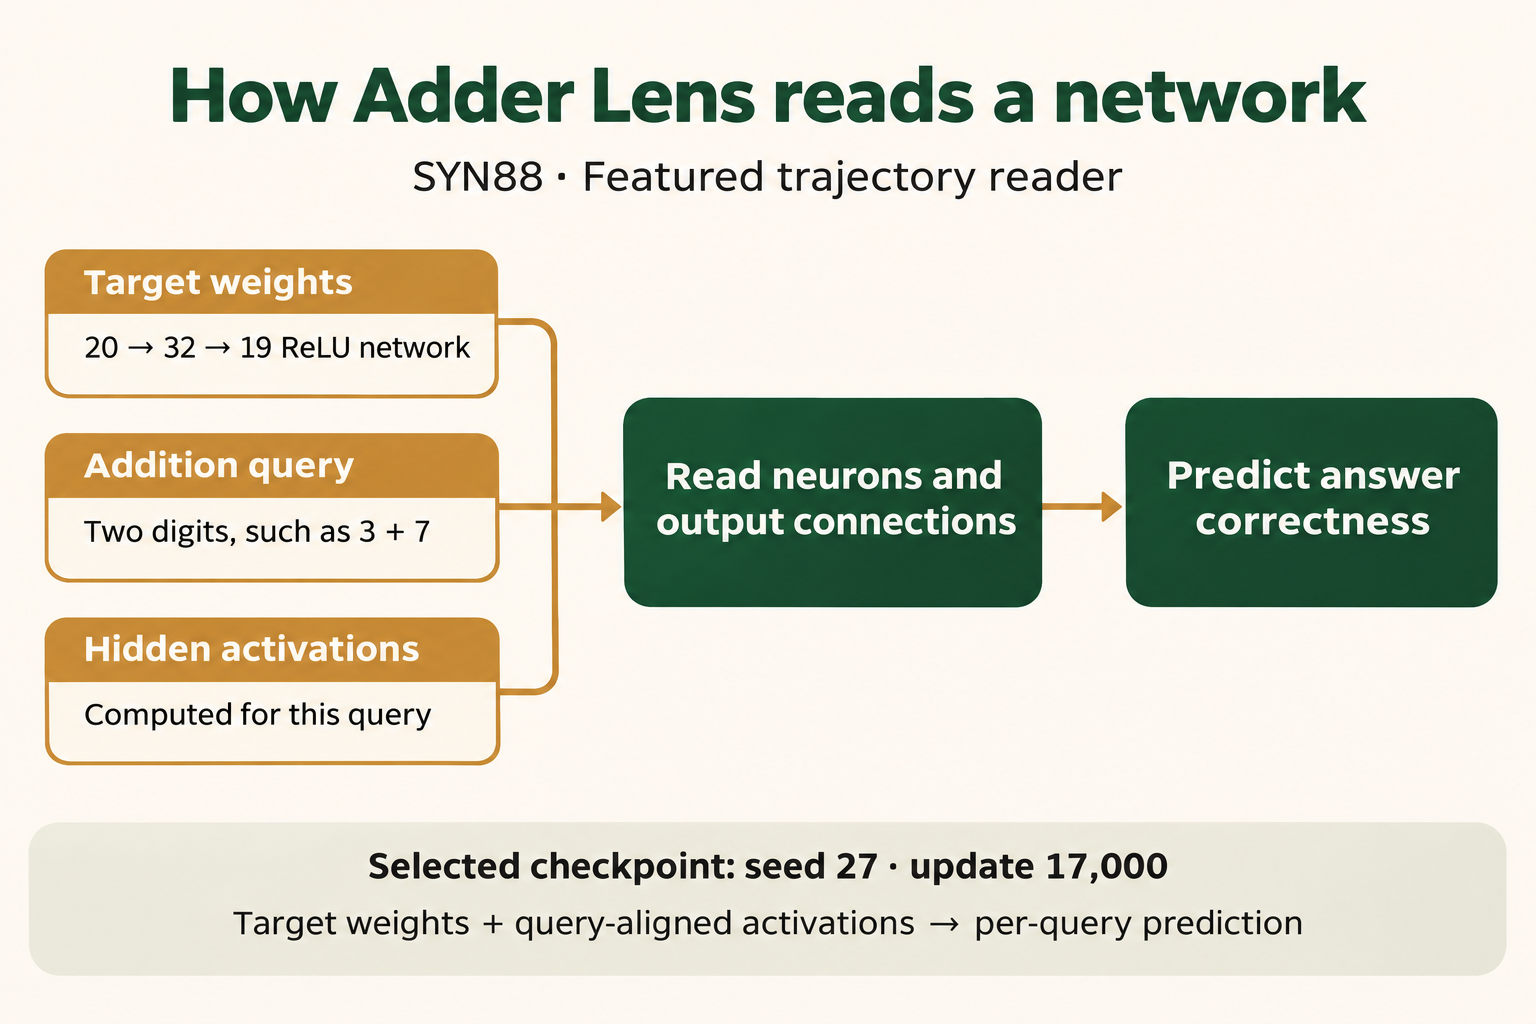 How Adder Lens reads a network
SYN88 · Featured trajectory reader
Target weights
20 → 32 → 19 ReLU network
Addition query
Two digits, such as 3 + 7
Hidden activations
Computed for this query
Read neurons and
output connections
Predict answer
correctness
Selected checkpoint: seed 27 · update 17,000
Target weights + query-aligned activations → per-query prediction